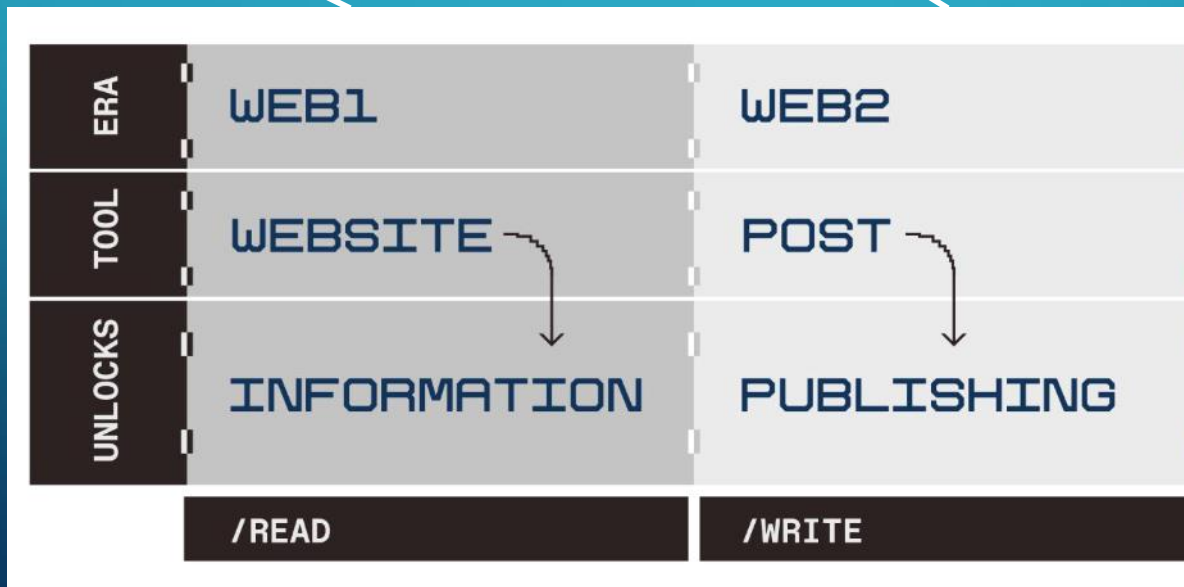 ERA WEB1 WEB2
TOOL WEBSITE POST
UNLOCKS INFORMATION PUBLISHING
/READ /WRITE